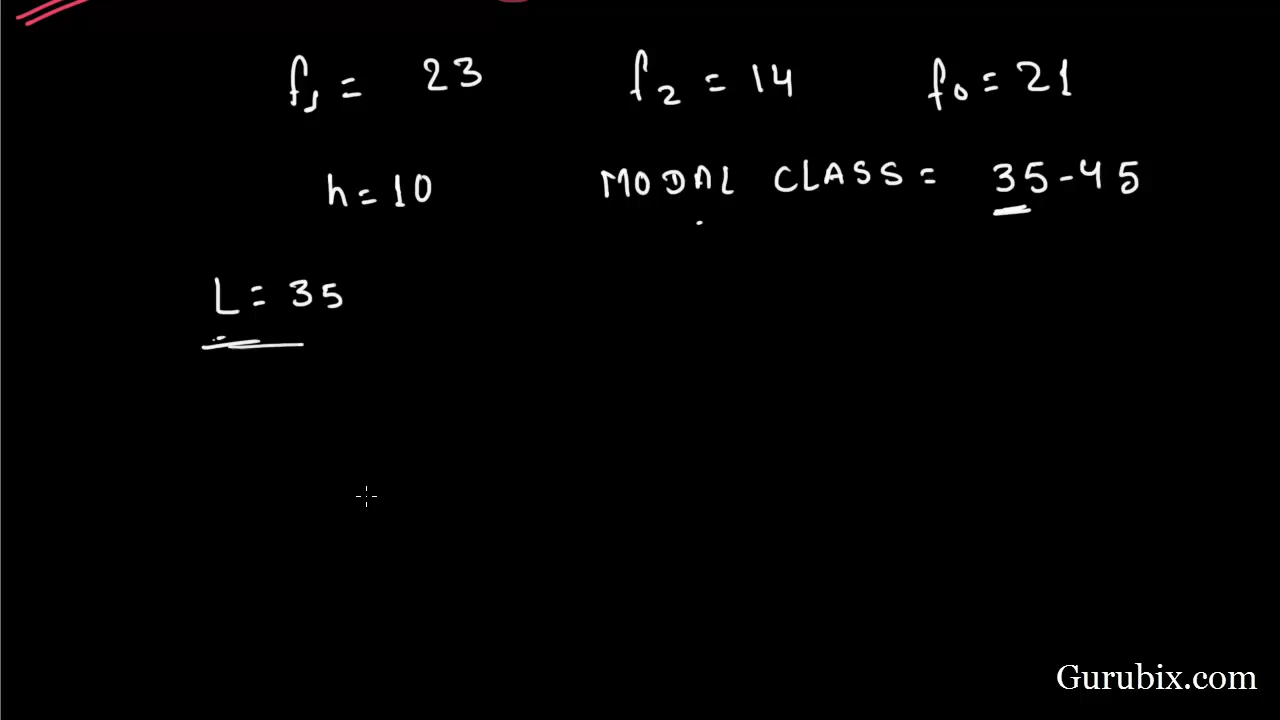 f₁ = 23 f₂ = 14 f₀ = 21
h = 10 MODAL CLASS = 35-45
L = 35
Gurubix.com